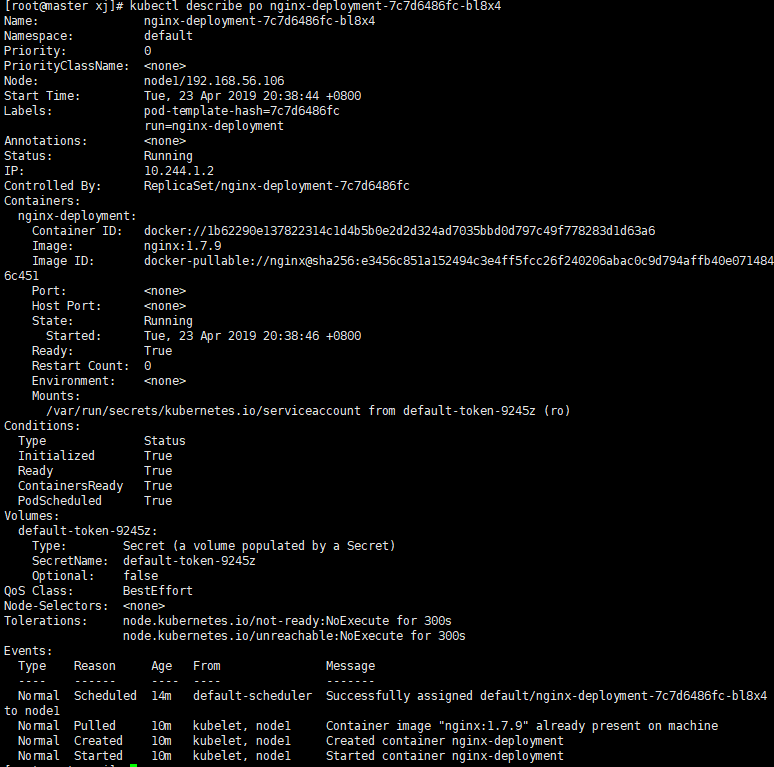 [root@master xj]# kubectl describe po nginx-deployment-7c7d6486fc-bl8x4
Name:               nginx-deployment-7c7d6486fc-bl8x4
Namespace:          default
Priority:           0
PriorityClassName:  <none>
Node:               node1/192.168.56.106
Start Time:         Tue, 23 Apr 2019 20:38:44 +0800
Labels:             pod-template-hash=7c7d6486fc
                    run=nginx-deployment
Annotations:        <none>
Status:             Running
IP:                 10.244.1.2
Controlled By:      ReplicaSet/nginx-deployment-7c7d6486fc
Containers:
  nginx-deployment:
    Container ID:   docker://1b62290e137822314c1d4b5b0e2d2d324ad7035bbd0d797c49f778283d1d63a6
    Image:          nginx:1.7.9
    Image ID:       docker-pullable://nginx@sha256:e3456c851a152494c3e4ff5fcc26f240206abac0c9d794affb40e071484
6c451
    Port:           <none>
    Host Port:      <none>
    State:          Running
      Started:      Tue, 23 Apr 2019 20:38:46 +0800
    Ready:          True
    Restart Count:  0
    Environment:    <none>
    Mounts:
      /var/run/secrets/kubernetes.io/serviceaccount from default-token-9245z (ro)
Conditions:
  Type              Status
  Initialized       True
  Ready             True
  ContainersReady   True
  PodScheduled      True
Volumes:
  default-token-9245z:
    Type:        Secret (a volume populated by a Secret)
    SecretName:  default-token-9245z
    Optional:    false
QoS Class:       BestEffort
Node-Selectors:  <none>
Tolerations:     node.kubernetes.io/not-ready:NoExecute for 300s
                 node.kubernetes.io/unreachable:NoExecute for 300s
Events:
  Type    Reason     Age   From               Message
  ----    ------     ----  ----               -------
  Normal  Scheduled  14m   default-scheduler  Successfully assigned default/nginx-deployment-7c7d6486fc-bl8x4
to node1
  Normal  Pulled     10m   kubelet, node1     Container image "nginx:1.7.9" already present on machine
  Normal  Created    10m   kubelet, node1     Created container nginx-deployment
  Normal  Started    10m   kubelet, node1     Started container nginx-deployment